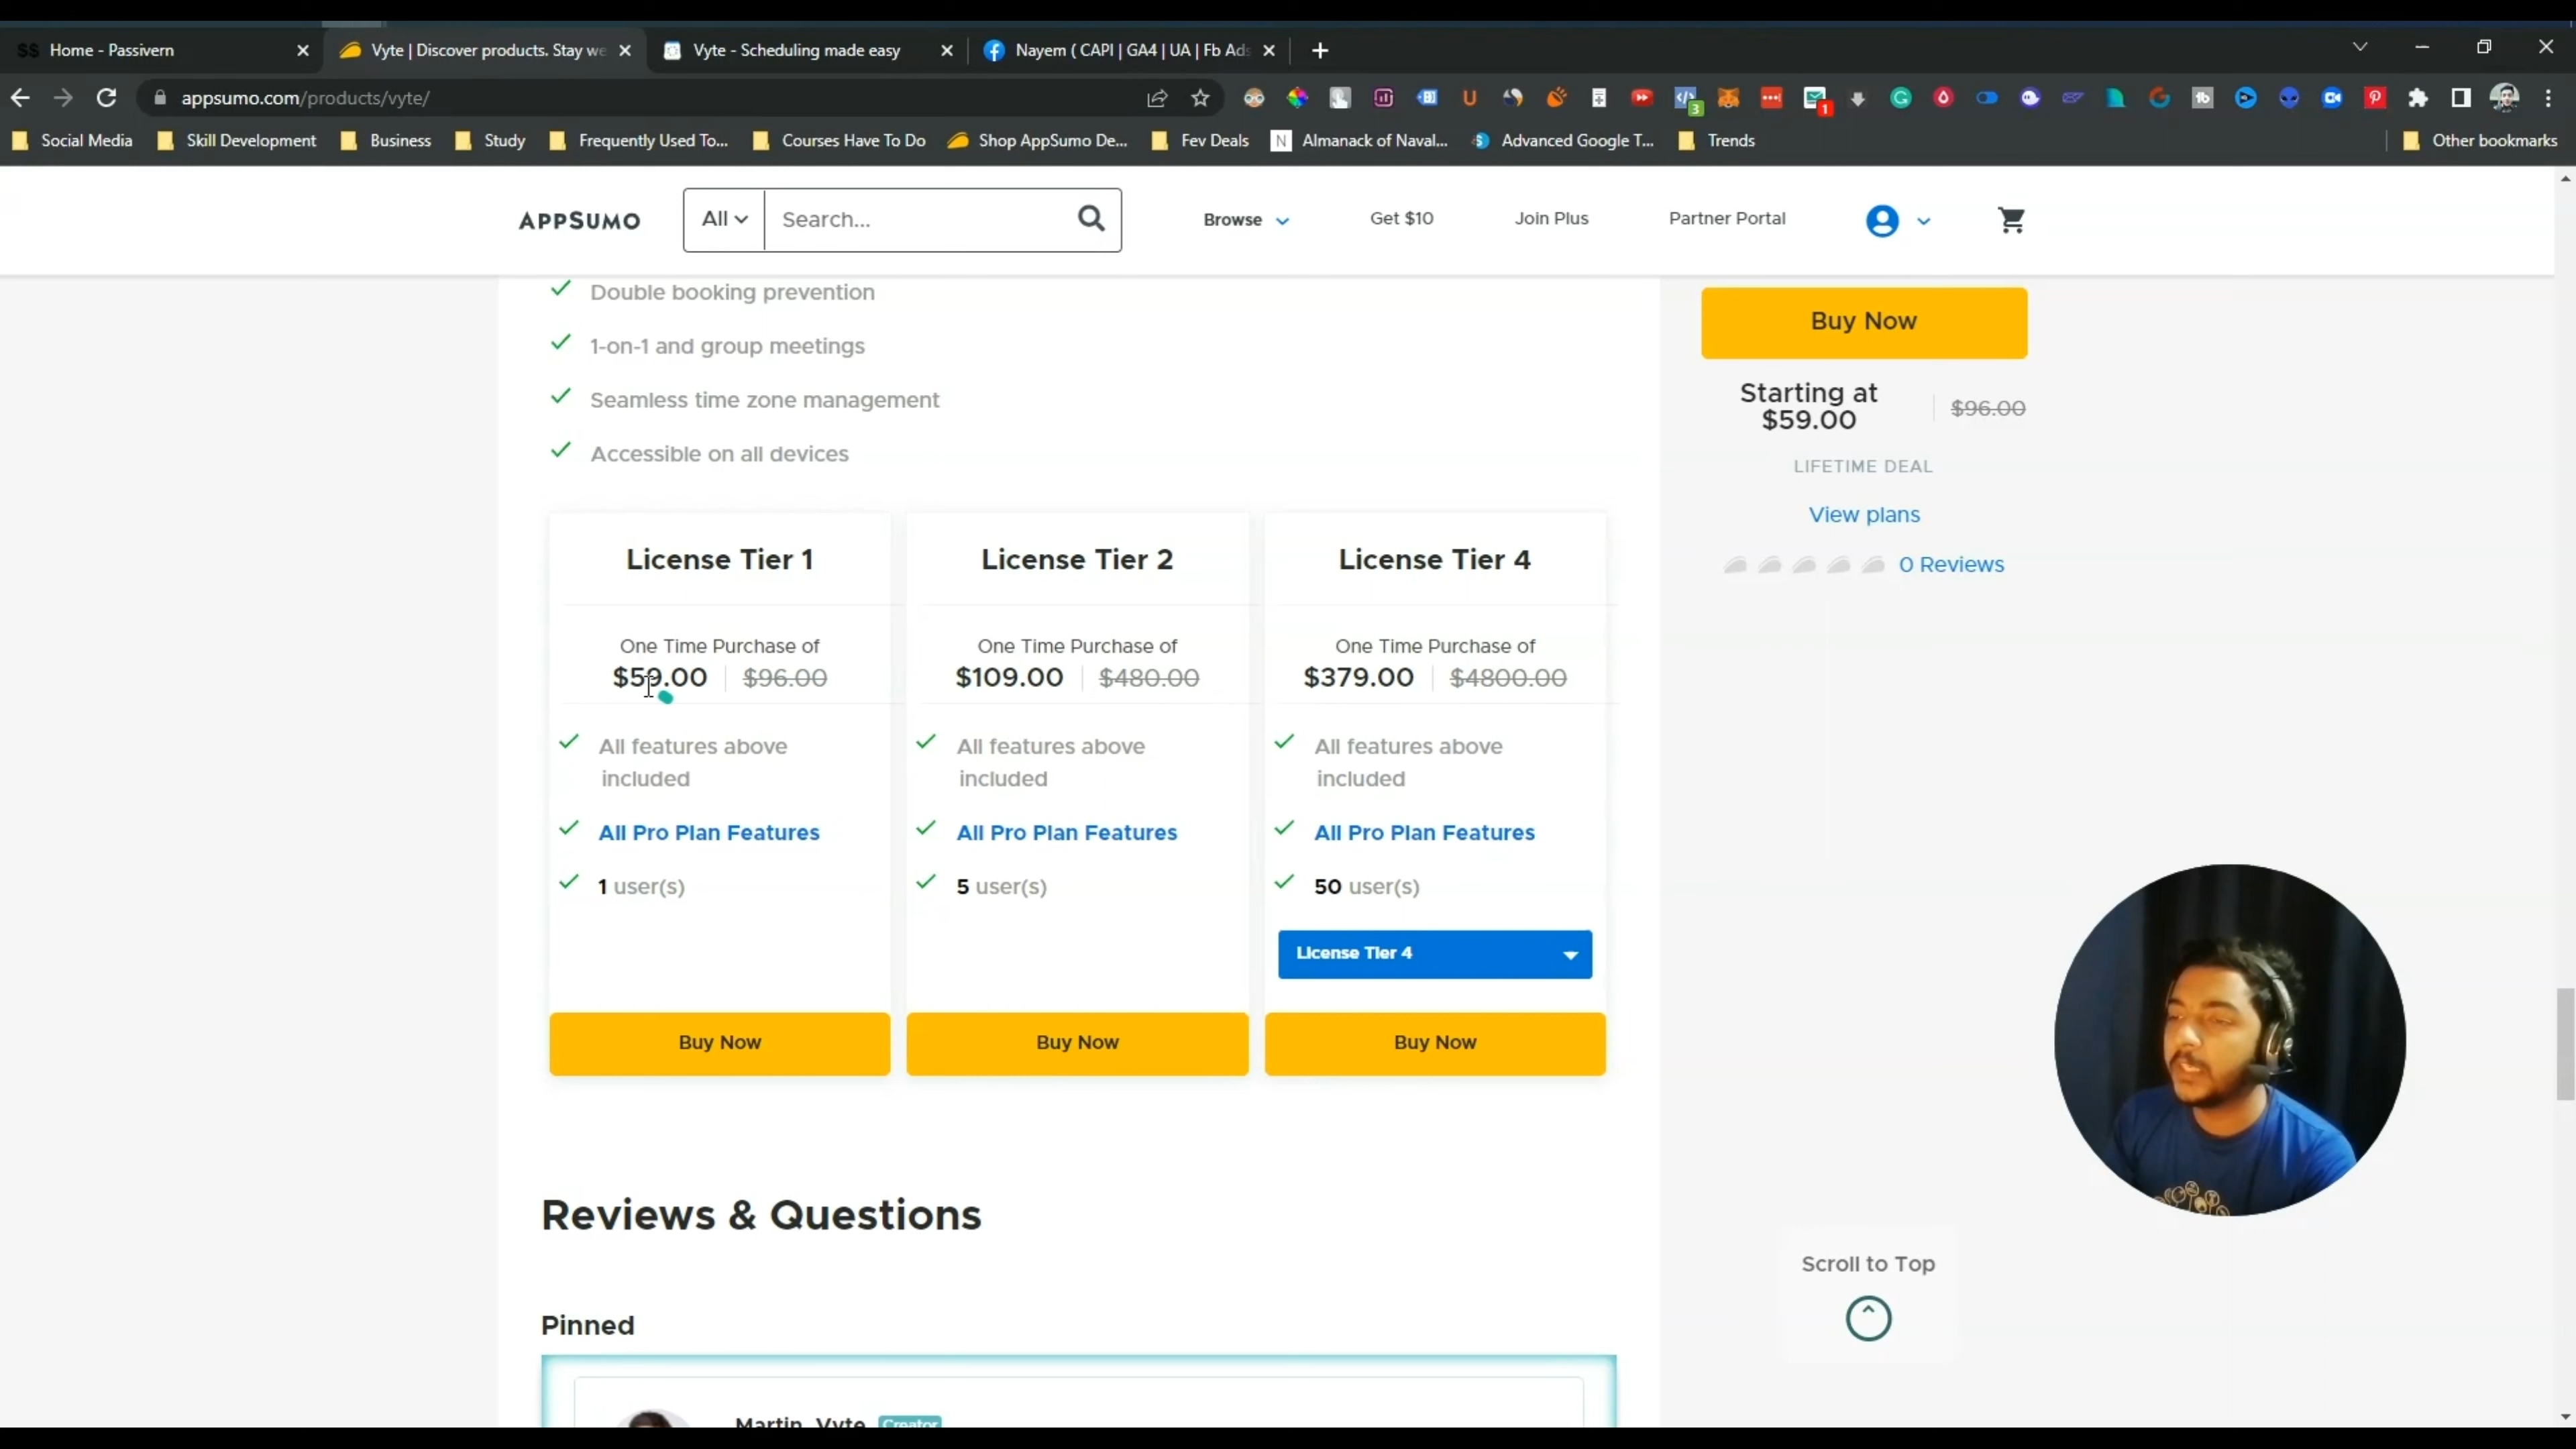 $$ Home - Passivern
Vyte | Discover products. Stay we
Vyte - Scheduling made easy
Nayem ( CAPI | GA4 | UA | Fb Ads
appsumo.com/products/vyte/
Social Media
Skill Development
Business
Study
Frequently Used To...
Courses Have To Do
Shop AppSumo De...
Fev Deals
N Almanack of Naval...
Advanced Google T...
Trends
Other bookmarks
APPSUMO
All
Search...
Browse
Get $10
Join Plus
Partner Portal
Double booking prevention
1-on-1 and group meetings
Seamless time zone management
Accessible on all devices
Buy Now
Starting at
$59.00
$96.00
LIFETIME DEAL
View plans
0 Reviews
License Tier 1
One Time Purchase of
$59.00 $96.00
All features above
included
All Pro Plan Features
1 user(s)
Buy Now
License Tier 2
One Time Purchase of
$109.00 $480.00
All features above
included
All Pro Plan Features
5 user(s)
Buy Now
License Tier 4
One Time Purchase of
$379.00 $4800.00
All features above
included
All Pro Plan Features
50 user(s)
License Tier 4
Buy Now
Reviews & Questions
Scroll to Top
Pinned
Martin_Vyte Creator